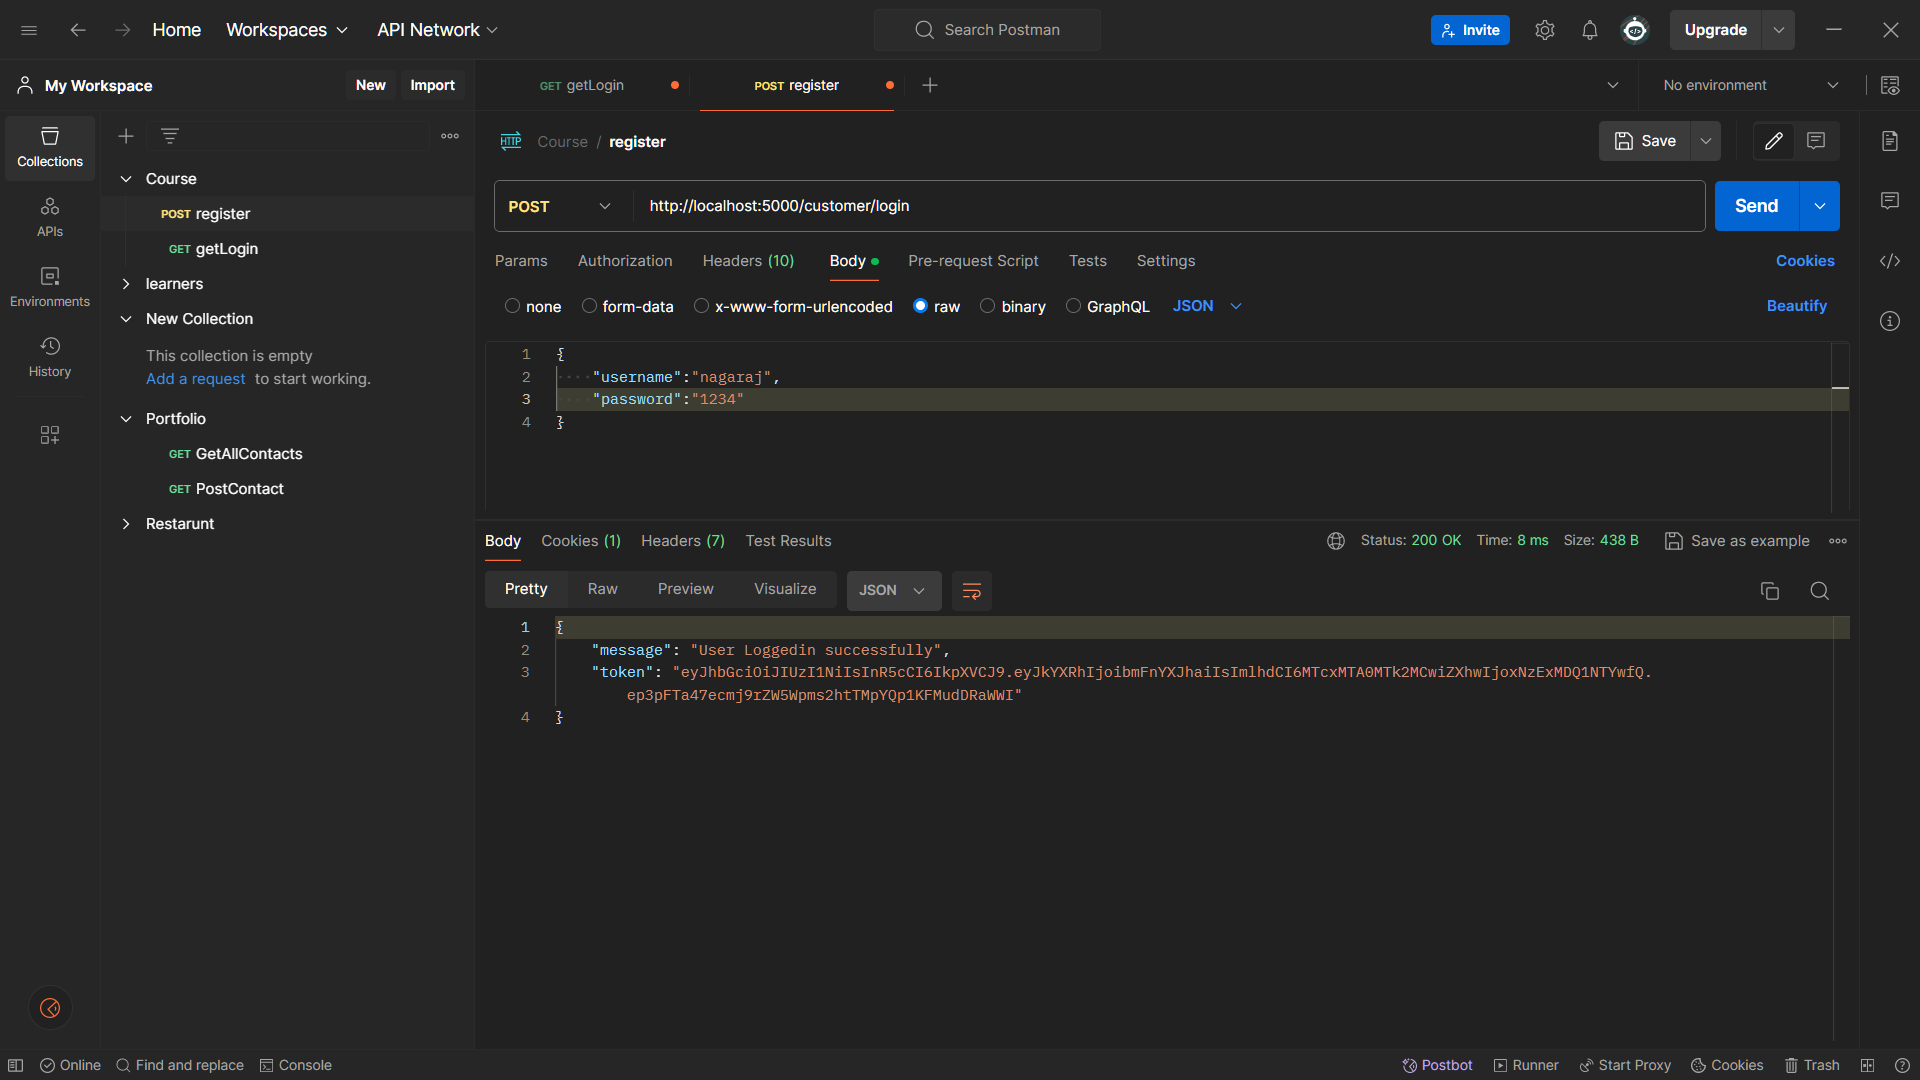 Home Workspaces API Network Search Postman Invite Upgrade
My Workspace New Import GET getLogin POST register No environment
Collections
APIs
Environments
History
Course
POST register
GET getLogin
learners
New Collection
This collection is empty
Add a request to start working.
Portfolio
GET GetAllContacts
GET PostContact
Restarunt
HTTP Course / register Save
POST http://localhost:5000/customer/login Send
Params Authorization Headers (10) Body Pre-request Script Tests Settings Cookies
none form-data x-www-form-urlencoded raw binary GraphQL JSON Beautify
1 {
2 "username":"nagaraj",
3 "password":"1234"
4 }
Body Cookies (1) Headers (7) Test Results Status: 200 OK Time: 8 ms Size: 438 B Save as example
Pretty Raw Preview Visualize JSON
1 {
2 "message": "User Loggedin successfully",
3 "token": "eyJhbGciOiJIUzI1NiIsInR5cCI6IkpXVCJ9.eyJkYXRhIjoibmFnYXJhaiIsImlhdCI6MTcxMTA0MTk2MCwiZXhwIjoxNzExMDQ1NTYwfQ.
ep3pFTa47ecmj9rZW5Wpms2htTMpYQp1KFMudDRaWWI"
4 }
Online Find and replace Console Postbot Runner Start Proxy Cookies Trash